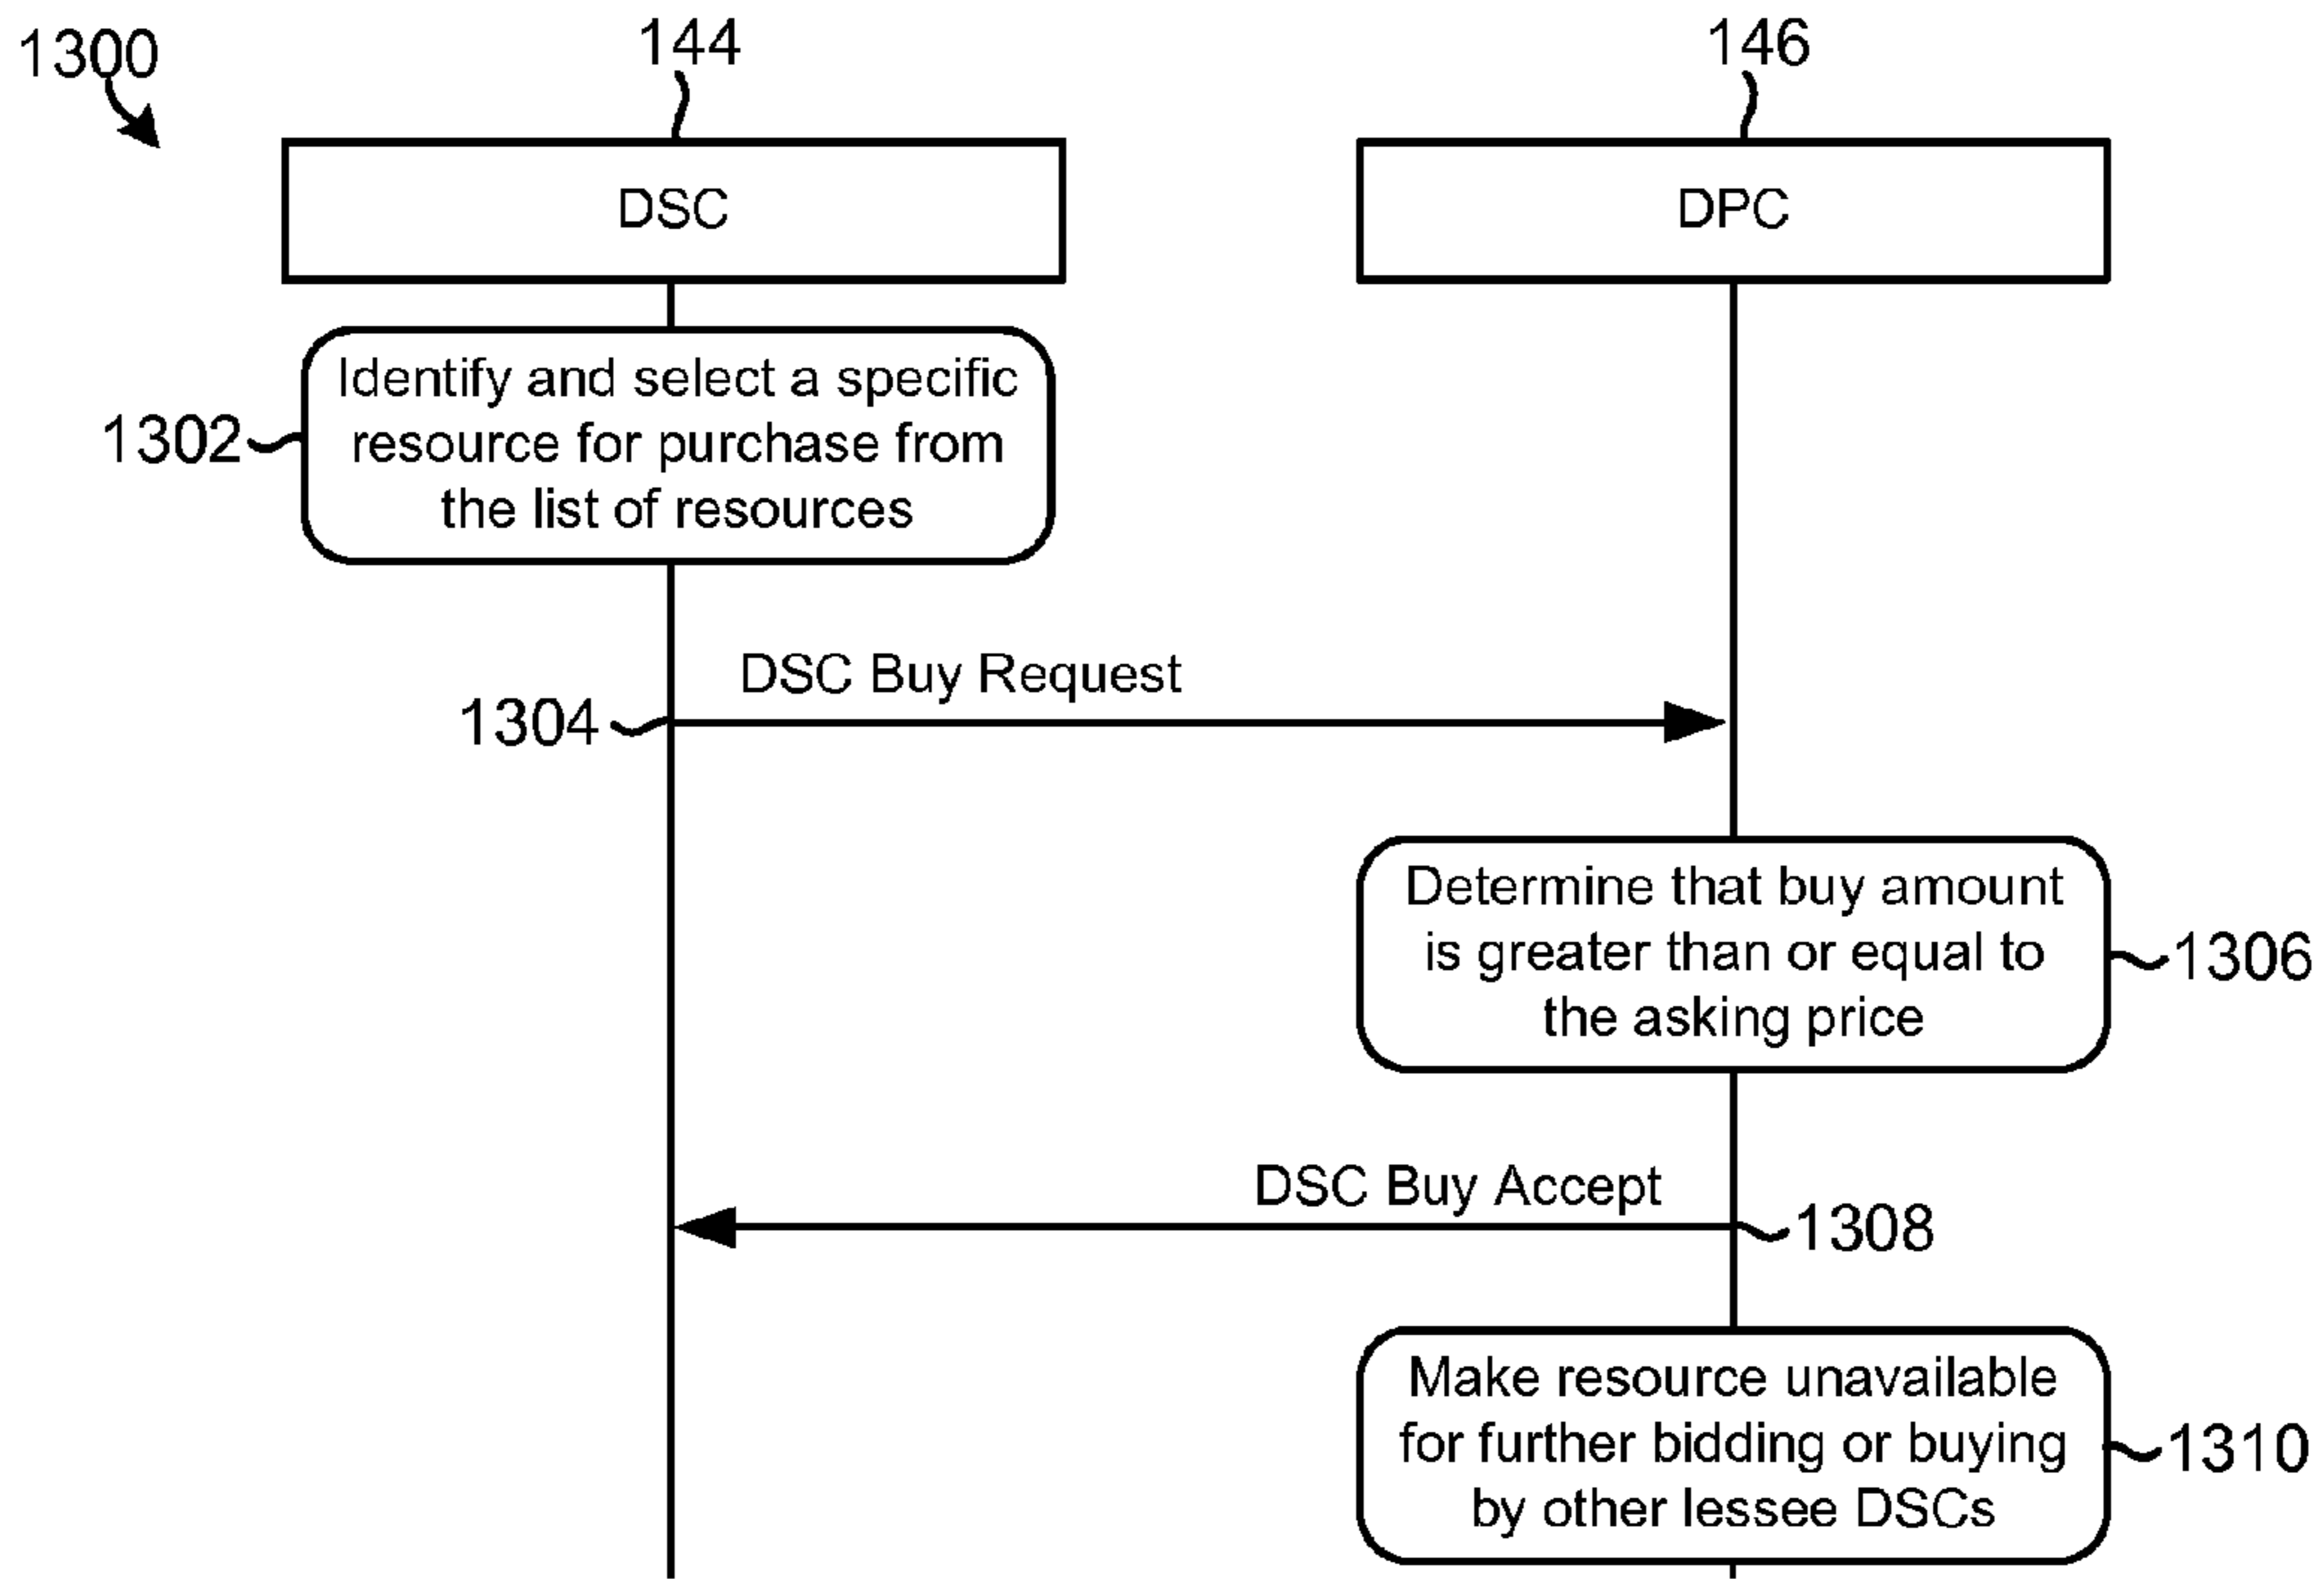 1300
144
146
DSC
DPC
Identify and select a specific
resource for purchase from
the list of resources
1302
DSC Buy Request
1304
Determine that buy amount
is greater than or equal to
the asking price
1306
DSC Buy Accept
1308
Make resource unavailable
for further bidding or buying
by other lessee DSCs
1310